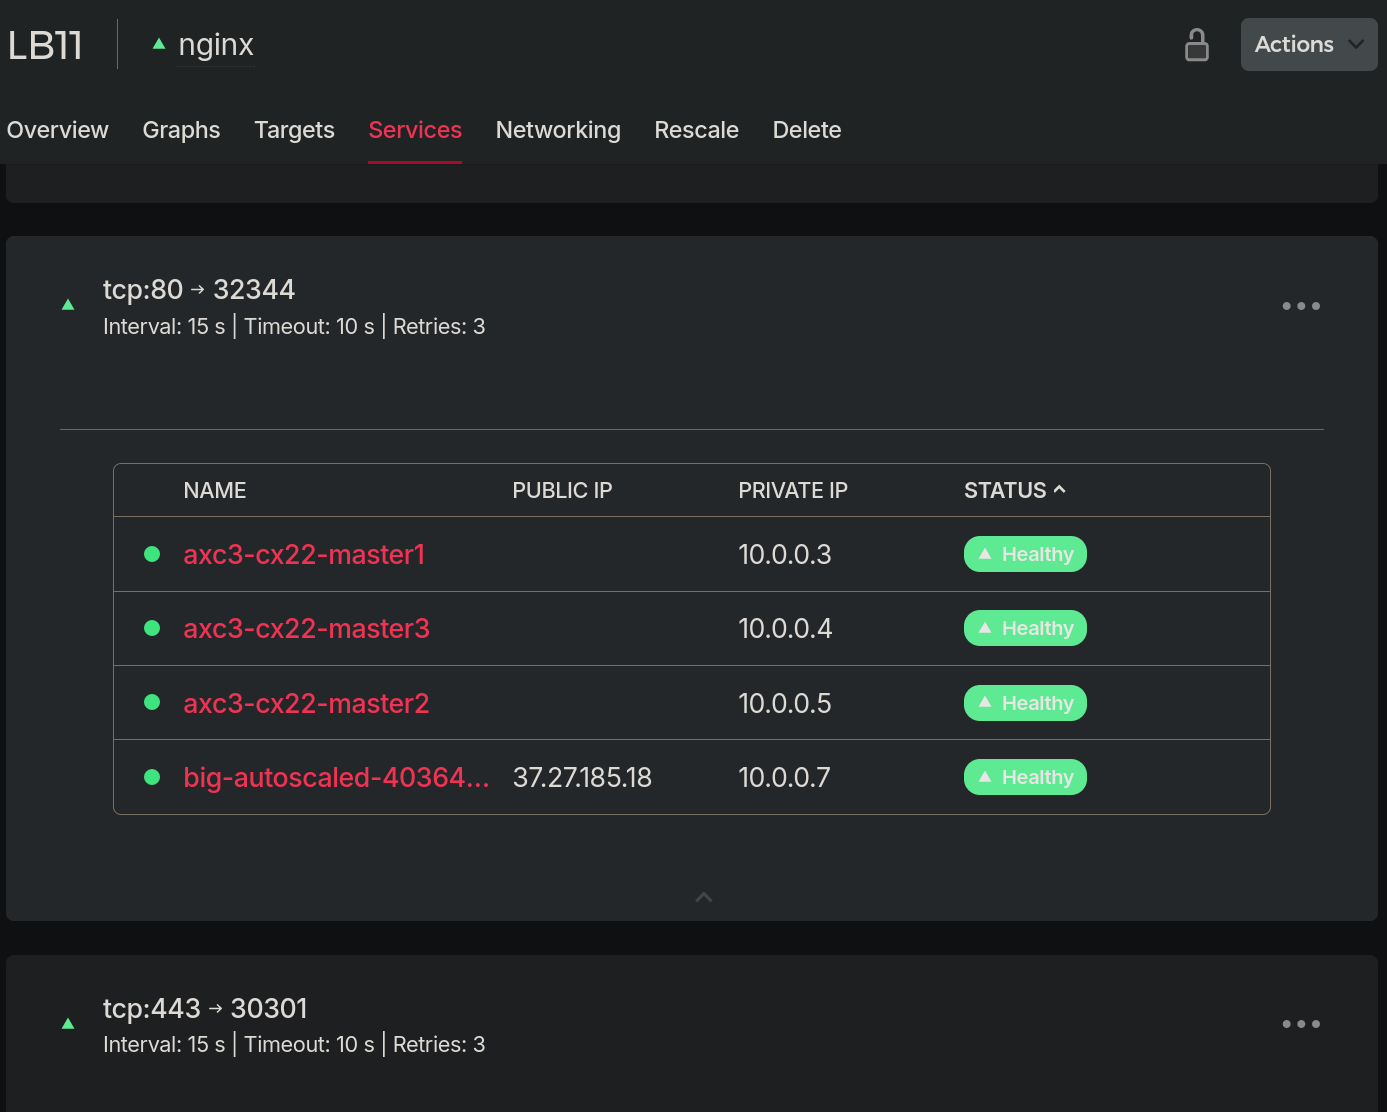 LB11
nginx
Actions
Overview Graphs Targets Services Networking Rescale Delete
tcp:80 → 32344
Interval: 15 s | Timeout: 10 s | Retries: 3
NAME PUBLIC IP PRIVATE IP STATUS
axc3-cx22-master1 10.0.0.3 Healthy
axc3-cx22-master3 10.0.0.4 Healthy
axc3-cx22-master2 10.0.0.5 Healthy
big-autoscaled-40364... 37.27.185.18 10.0.0.7 Healthy
tcp:443 → 30301
Interval: 15 s | Timeout: 10 s | Retries: 3